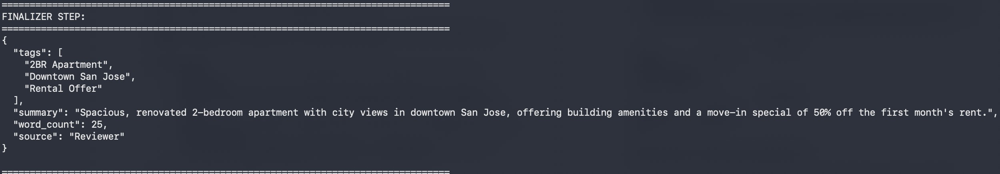 ================================================================================
FINALIZER STEP:
================================================================================
{
  "tags": [
    "2BR Apartment",
    "Downtown San Jose",
    "Rental Offer"
  ],
  "summary": "Spacious, renovated 2-bedroom apartment with city views in downtown San Jose, offering building amenities and a move-in special of 50% off the first month's rent.",
  "word_count": 25,
  "source": "Reviewer"
}
================================================================================